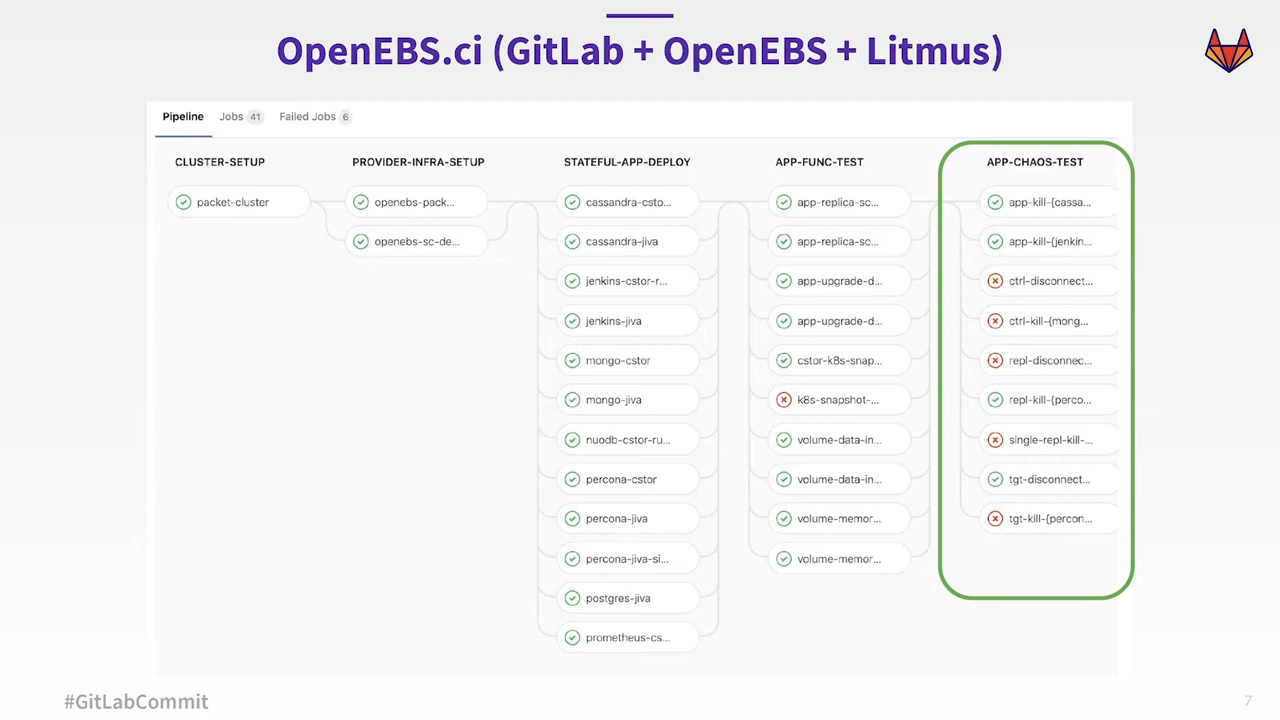 OpenEBS.ci (GitLab + OpenEBS + Litmus)
Pipeline Jobs 41 Failed Jobs 6
CLUSTER-SETUP
packet-cluster
PROVIDER-INFRA-SETUP
openebs-pack...
openebs-sc-de...
STATEFUL-APP-DEPLOY
cassandra-csto...
cassandra-jiva
jenkins-cstor-r...
jenkins-jiva
mongo-cstor
mongo-jiva
nuodb-cstor-ru...
percona-cstor
percona-jiva
percona-jiva-si...
postgres-jiva
prometheus-cs...
APP-FUNC-TEST
app-replica-sc...
app-replica-sc...
app-upgrade-d...
app-upgrade-d...
cstor-k8s-snap...
k8s-snapshot-...
volume-data-in...
volume-data-in...
volume-memor...
volume-memor...
APP-CHAOS-TEST
app-kill-{cassa...
app-kill-{jenkin...
ctrl-disconnect...
ctrl-kill-{mong...
repl-disconnec...
repl-kill-{perco...
single-repl-kill-...
tgt-disconnect...
tgt-kill-{percon...
#GitLabCommit
7